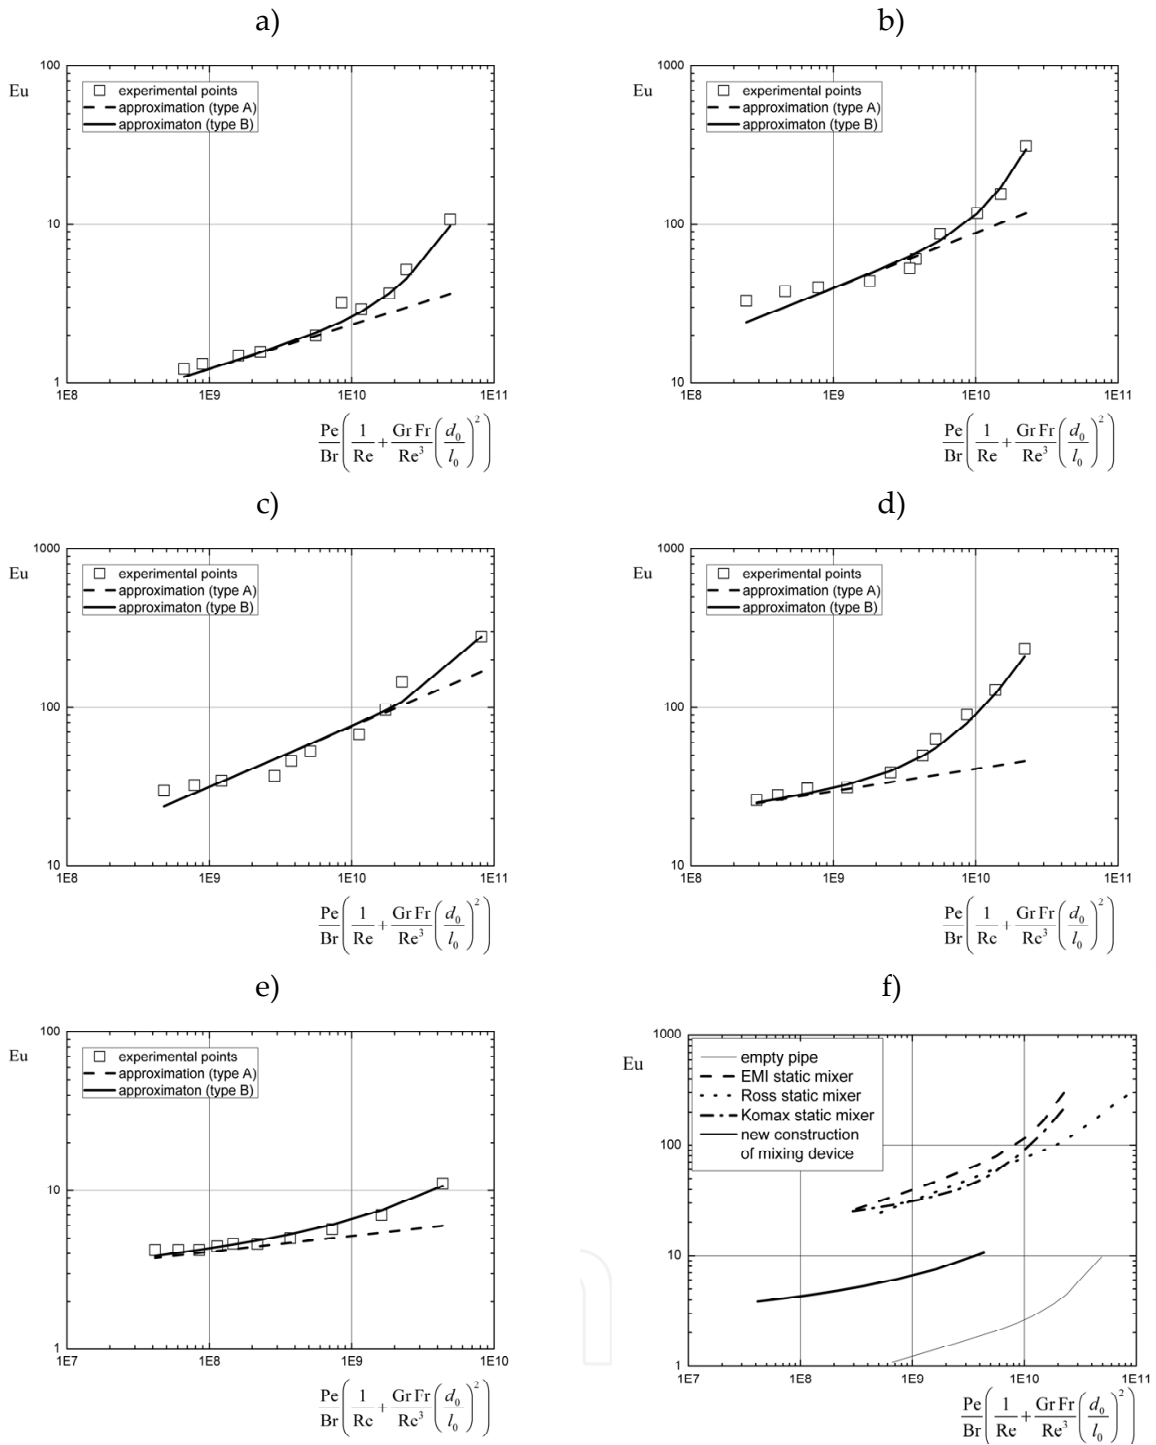 a)
100
Eu
experimental points
approximation (type A)
approximaton (type B)
10
1
1E8 1E9 1E10 1E11
Pe/Br(1/Re + Gr Fr/Re³(d₀/l₀)²)
b)
1000
Eu
experimental points
approximation (type A)
approximaton (type B)
100
10
1E8 1E9 1E10 1E11
Pe/Br(1/Re + Gr Fr/Re³(d₀/l₀)²)
c)
1000
Eu
experimental points
approximation (type A)
approximaton (type B)
100
10
1E8 1E9 1E10 1E11
Pe/Br(1/Re + Gr Fr/Re³(d₀/l₀)²)
d)
1000
Eu
experimental points
approximation (type A)
approximaton (type B)
100
10
1E8 1E9 1E10 1E11
Pe/Br(1/Re + Gr Fr/Re³(d₀/l₀)²)
e)
100
Eu
experimental points
approximation (type A)
approximaton (type B)
10
1
1E7 1E8 1E9 1E10
Pe/Br(1/Re + Gr Fr/Re³(d₀/l₀)²)
f)
1000
Eu
empty pipe
EMI static mixer
Ross static mixer
Komax static mixer
new construction
of mixing device
100
10
1
1E7 1E8 1E9 1E10 1E11
Pe/Br(1/Re + Gr Fr/Re³(d₀/l₀)²)